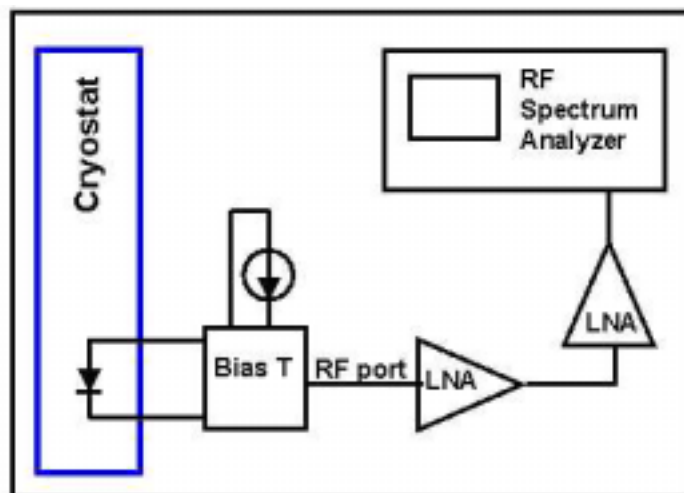 Cryostat
RF
Spectrum
Analyzer
LNA
Bias T
RF port
LNA